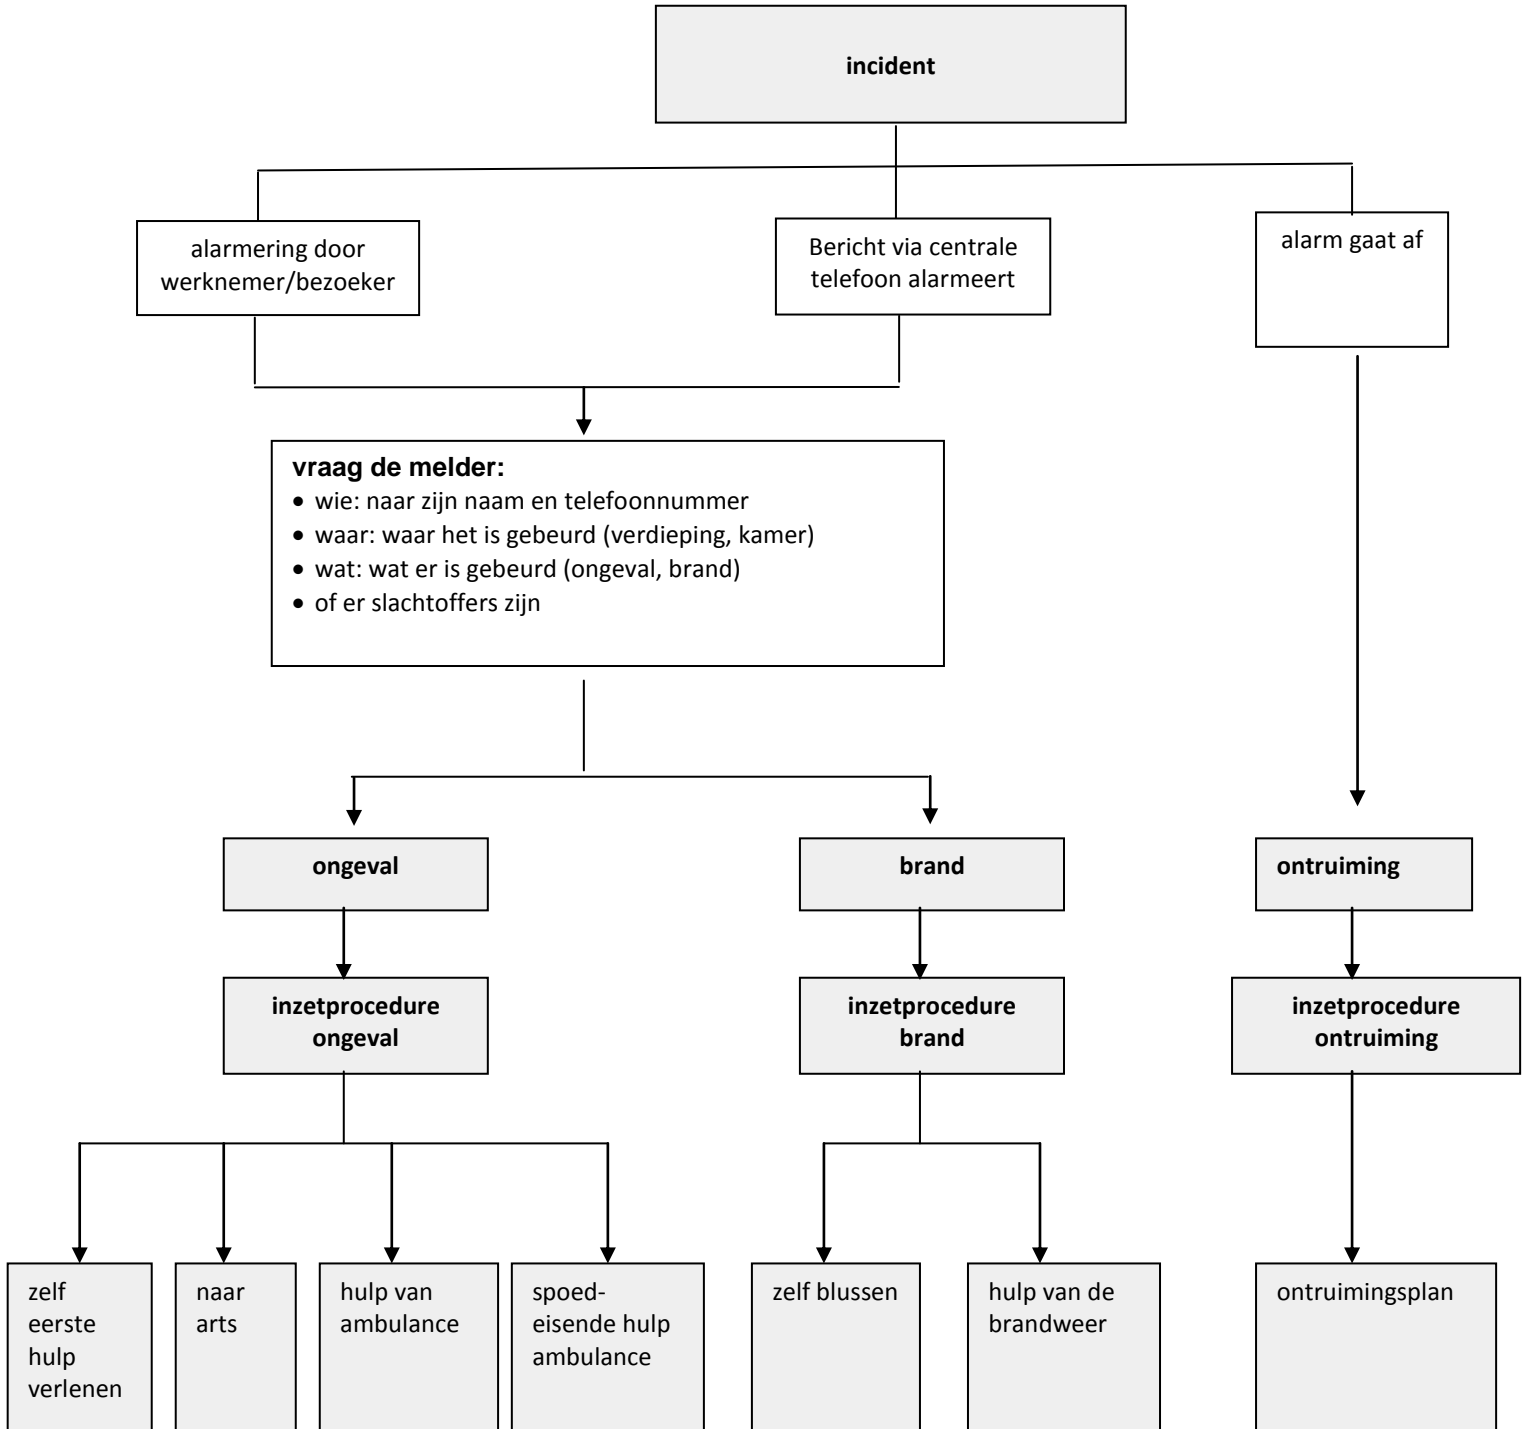 incident
alarmering door
werknemer/bezoeker
Bericht via centrale
telefoon alarmeert
alarm gaat af
vraag de melder:
• wie: naar zijn naam en telefoonnummer
• waar: waar het is gebeurd (verdieping, kamer)
• wat: wat er is gebeurd (ongeval, brand)
• of er slachtoffers zijn
ongeval
brand
ontruiming
inzetprocedure
ongeval
inzetprocedure
brand
inzetprocedure
ontruiming
zelf
eerste
hulp
verlenen
naar
arts
hulp van
ambulance
spoed-
eisende hulp
ambulance
zelf blussen
hulp van de
brandweer
ontruimingsplan